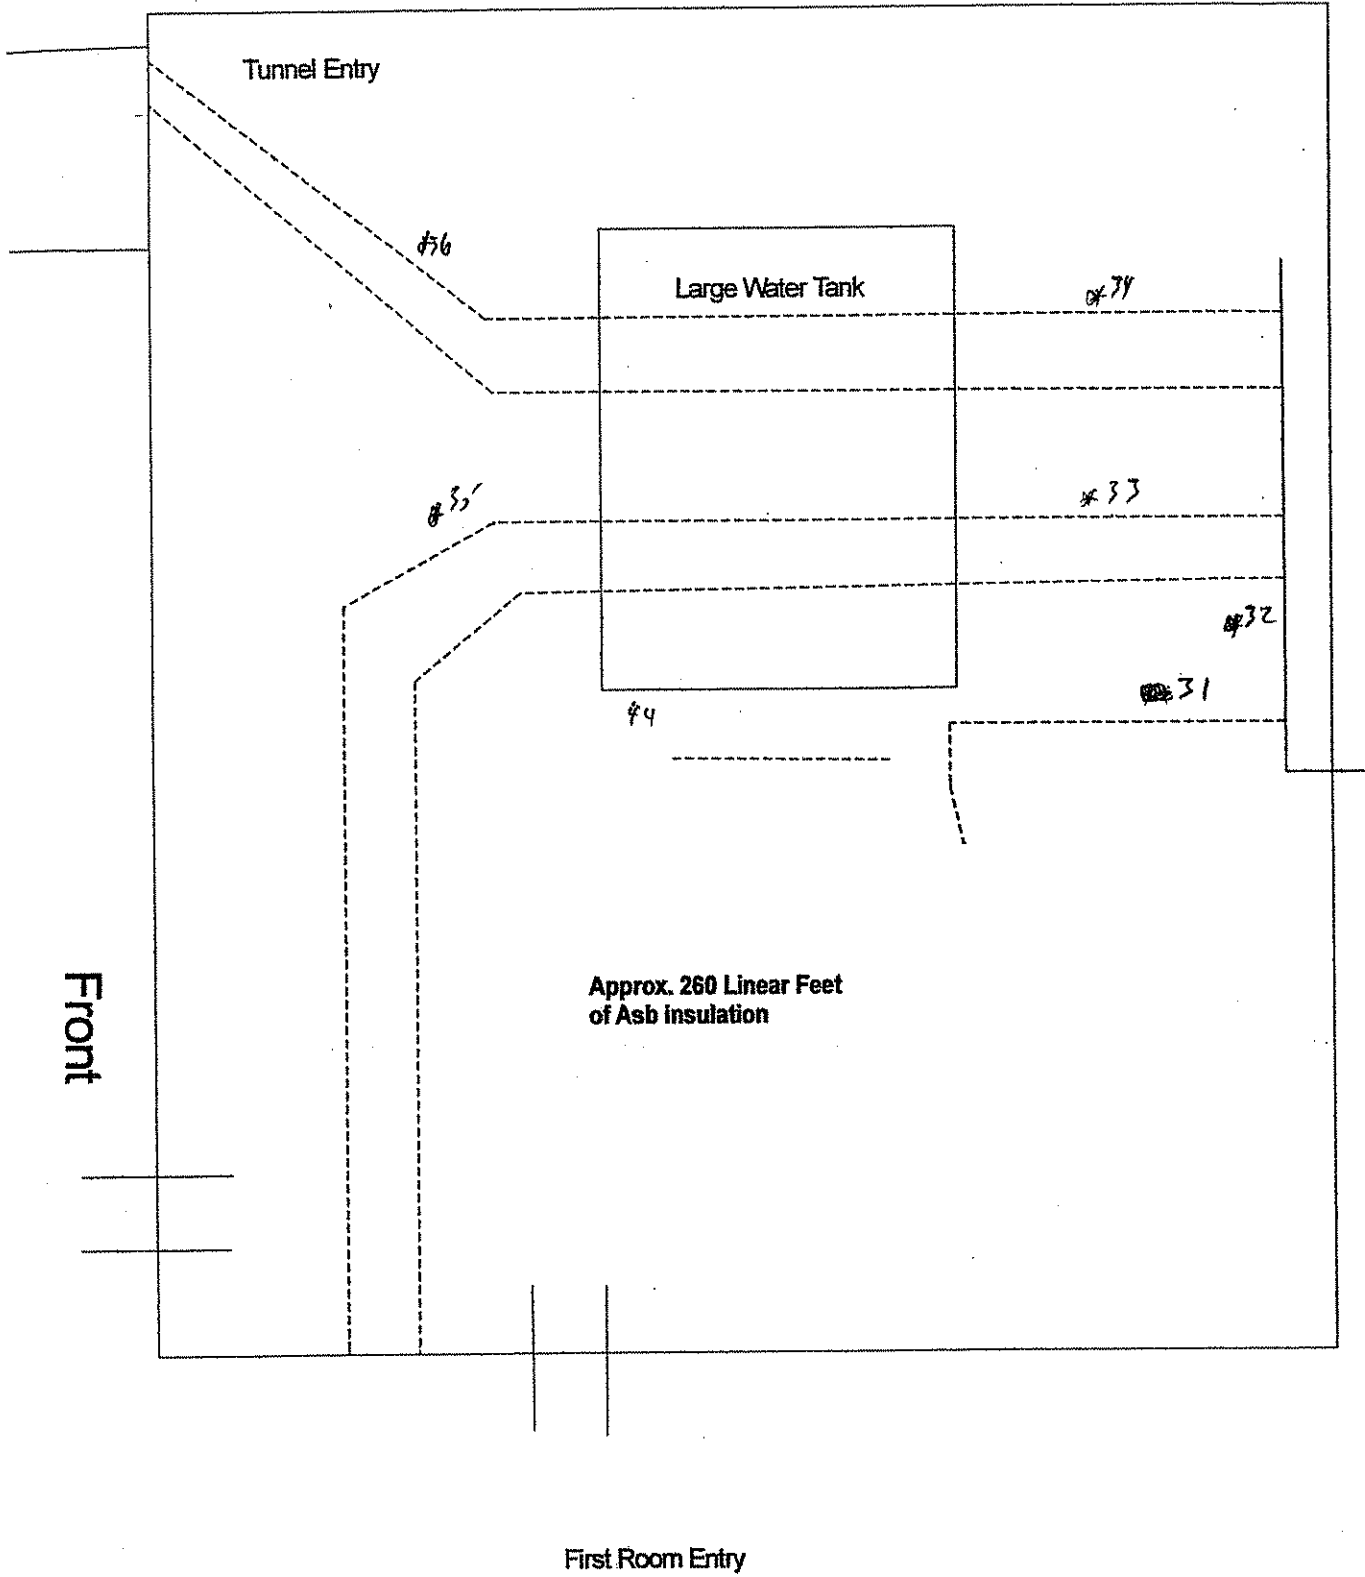 Tunnel Entry
#36
Large Water Tank
#34
#35
#33
#32
31
#4
Front
Approx. 260 Linear Feet
of Asb insulation
First Room Entry